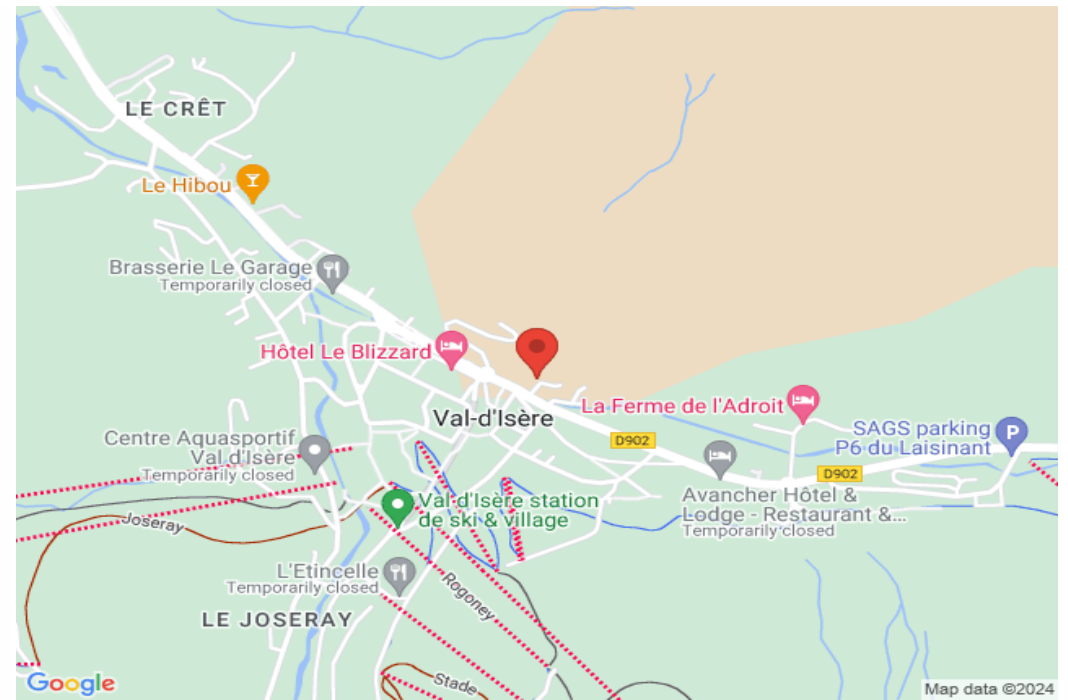 LE CRÊT
Le Hibou
Brasserie Le Garage
Temporarily closed
Hôtel Le Blizzard
Val-d'Isère
La Ferme de l'Adroit
D902
SAGS parking
P6 du Laisinant
P
Centre Aquasportif
Val d'Isère
Temporarily closed
D902
Avancher Hôtel &
Lodge - Restaurant &...
Temporarily closed
Val d'Isère station
de ski & village
Joseray
L'Etincelle
Temporarily closed
Rogoney
LE JOSERAY
Stade
Google
Map data ©2024